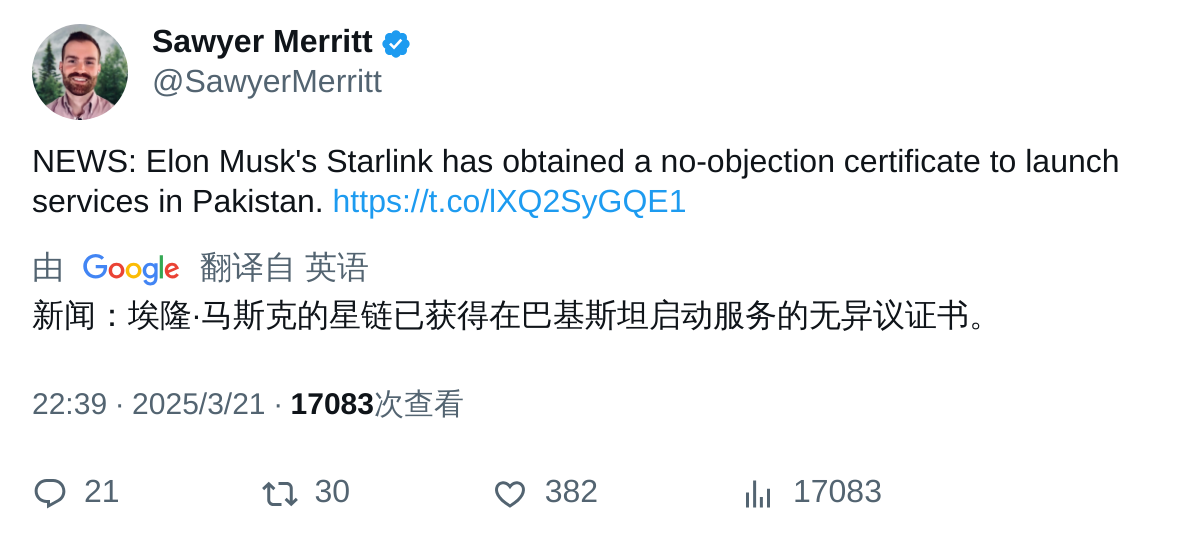 Sawyer Merritt
@SawyerMerritt
NEWS: Elon Musk's Starlink has obtained a no-objection certificate to launch
services in Pakistan. https://t.co/lXQ2SyGQE1
由 Google 翻译自 英语
新闻：埃隆·马斯克的星链已获得在巴基斯坦启动服务的无异议证书。
22:39 · 2025/3/21 · 17083次查看
21 30 382 17083